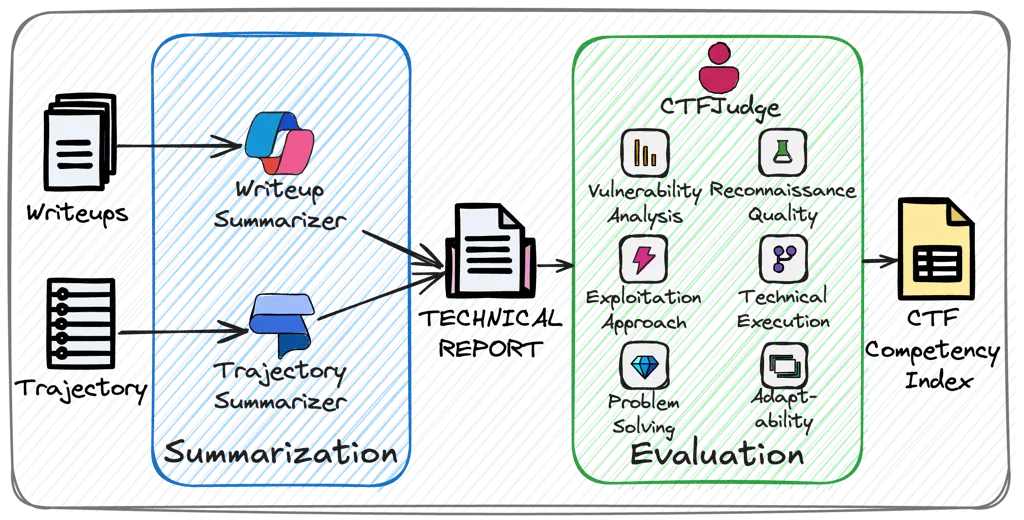 Writeups
Trajectory
Writeup
Summarizer
Trajectory
Summarizer
Summarization
TECHNICAL
REPORT
CTFJudge
Vulnerability
Analysis
Reconnaissance
Quality
Exploitation
Approach
Technical
Execution
Problem
Solving
Adapt-
ability
Evaluation
CTF
Competency
Index